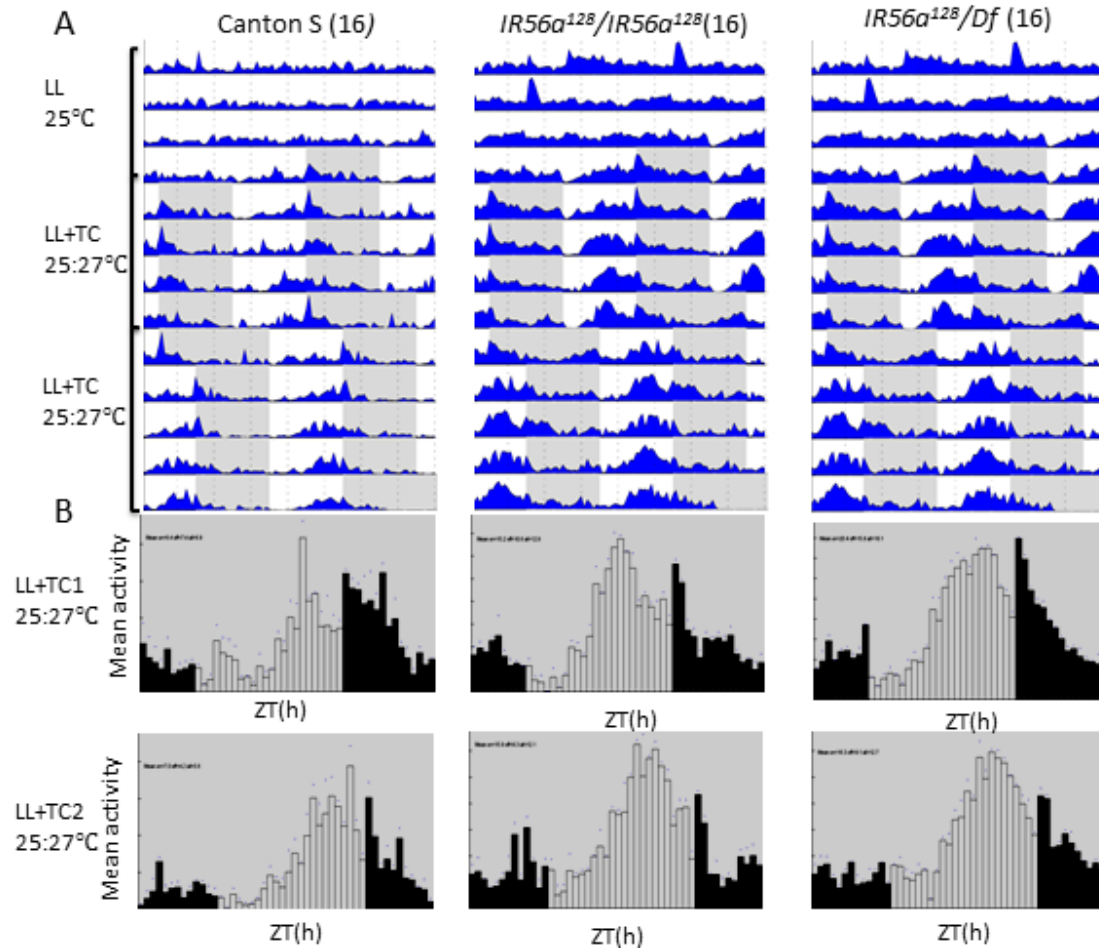 A
Canton S (16)
IR56a¹²⁸/IR56a¹²⁸(16)
IR56a¹²⁸/Df (16)
LL
25°C
LL+TC
25:27°C
LL+TC
25:27°C
B
LL+TC1
25:27°C
Mean activity
ZT(h)
ZT(h)
ZT(h)
LL+TC2
25:27°C
Mean activity
ZT(h)
ZT(h)
ZT(h)